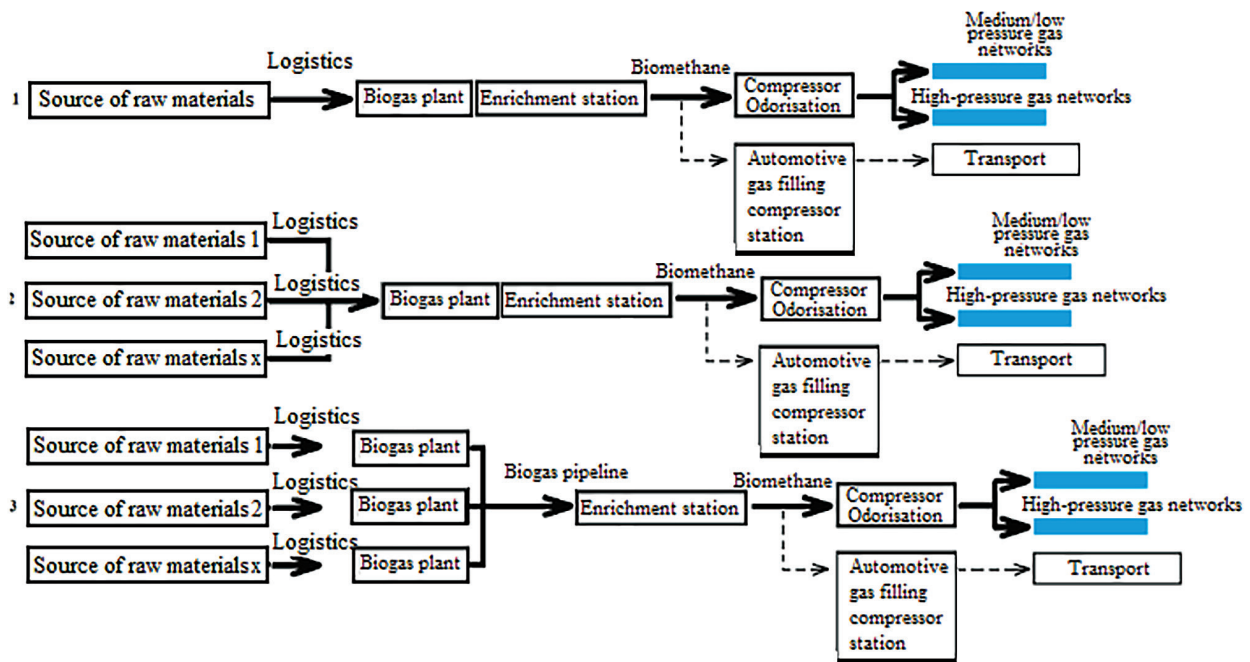 Medium/low
pressure gas
networks
Logistics
Biomethane
1
Source of raw materials
Biogas plant
Enrichment station
Compressor
Odorisation
High-pressure gas networks
Automotive
gas filling
compressor
station
Transport
Medium/low
pressure gas
networks
Logistics
Source of raw materials 1
Biomethane
Logistics
2
Source of raw materials 2
Biogas plant
Enrichment station
Compressor
Odorisation
High-pressure gas networks
Logistics
Source of raw materials x
Automotive
gas filling
compressor
station
Transport
Logistics
Medium/low
pressure gas
networks
Source of raw materials 1
Biogas plant
Logistics
Biogas pipeline
Biomethane
3
Source of raw materials 2
Biogas plant
Enrichment station
Compressor
Odorisation
High-pressure gas networks
Logistics
Source of raw materials x
Biogas plant
Automotive
gas filling
compressor
station
Transport